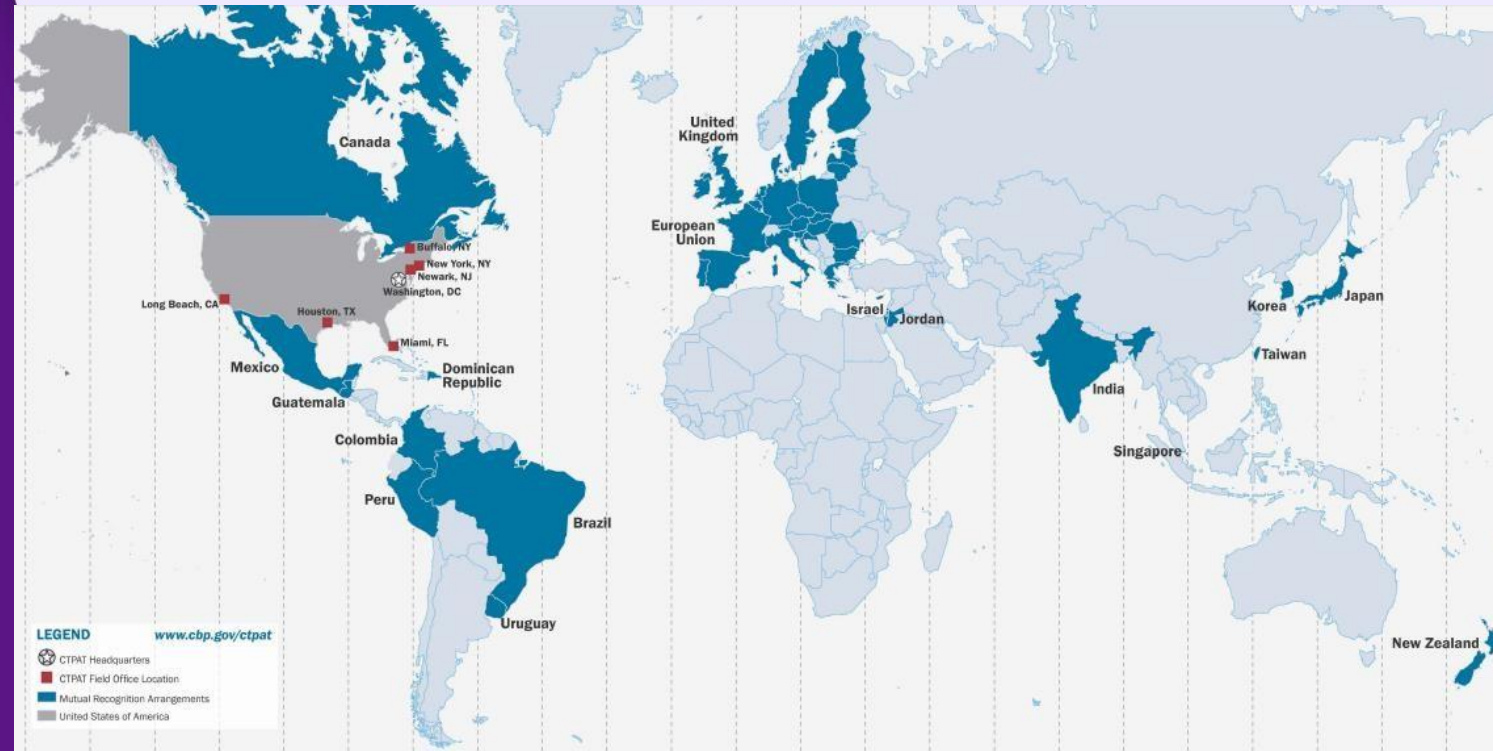 Canada
United
Kingdom
European
Union
Buffalo, NY
New York, NY
Newark, NJ
Washington, DC
Long Beach, CA
Houston, TX
Miami, FL
Mexico
Dominican
Republic
Guatemala
Colombia
Peru
Brazil
Uruguay
Israel
Jordan
India
Korea
Japan
Taiwan
Singapore
New Zealand
LEGEND www.cbp.gov/ctpat
CTPAT Headquarters
CTPAT Field Office Location
Mutual Recognition Arrangements
United States of America